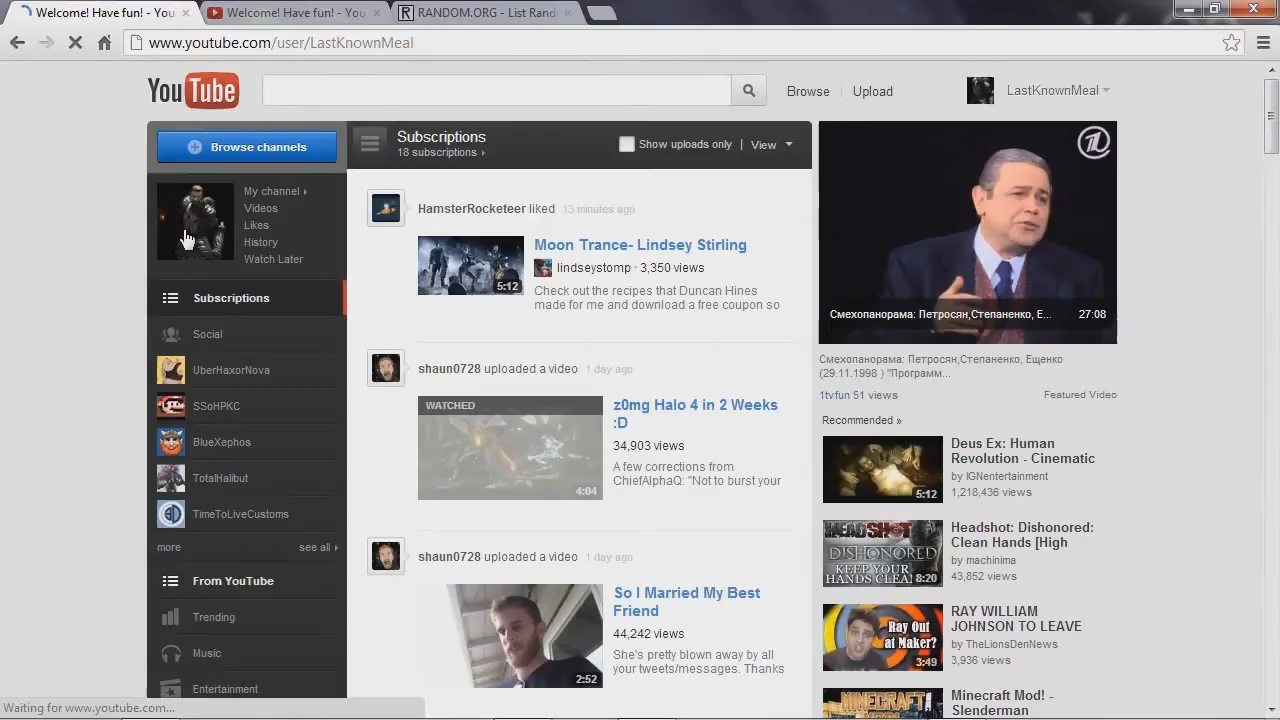 Welcome! Have fun! - You
Welcome! Have fun! - You
RANDOM.ORG - List Rand
www.youtube.com/user/LastKnownMeal
YouTube
Browse
Upload
LastKnownMeal
Browse channels
My channel
Videos
Likes
History
Watch Later
Subscriptions
Social
UberHaxorNova
SSoHPKC
BlueXephos
TotalHalibut
TimeToLiveCustoms
more
see all
From YouTube
Trending
Music
Entertainment
Waiting for www.youtube.com...
Subscriptions
18 subscriptions
Show uploads only
View
HamsterRocketeer liked 13 minutes ago
5:12
Moon Trance- Lindsey Stirling
lindseystomp · 3,350 views
Check out the recipes that Duncan Hines
made for me and download a free coupon so
shaun0728 uploaded a video 1 day ago
WATCHED
4:04
z0mg Halo 4 in 2 Weeks
:D
34,903 views
A few corrections from
ChiefAlphaQ: "Not to burst your
shaun0728 uploaded a video 1 day ago
2:52
So I Married My Best
Friend
44,242 views
She's pretty blown away by all
your tweets/messages. Thanks
Смехопанорама: Петросян,Степаненко, Е...
27:08
Смехопанорама: Петросян,Степаненко, Ещенко
(29.11.1998 ) "Программ...
1tvfun 51 views
Featured Video
Recommended »
5:12
Deus Ex: Human
Revolution - Cinematic
by IGNentertainment
1,218,436 views
HEADSHOT
DISHONORED
KEEP YOUR
HANDS CLEAN
8:20
Headshot: Dishonored:
Clean Hands [High
by machinima
43,852 views
Ray Out
at Maker?
3:49
RAY WILLIAM
JOHNSON TO LEAVE
by TheLionsDenNews
3,936 views
MINECRAFT
Minecraft Mod! -
Slenderman